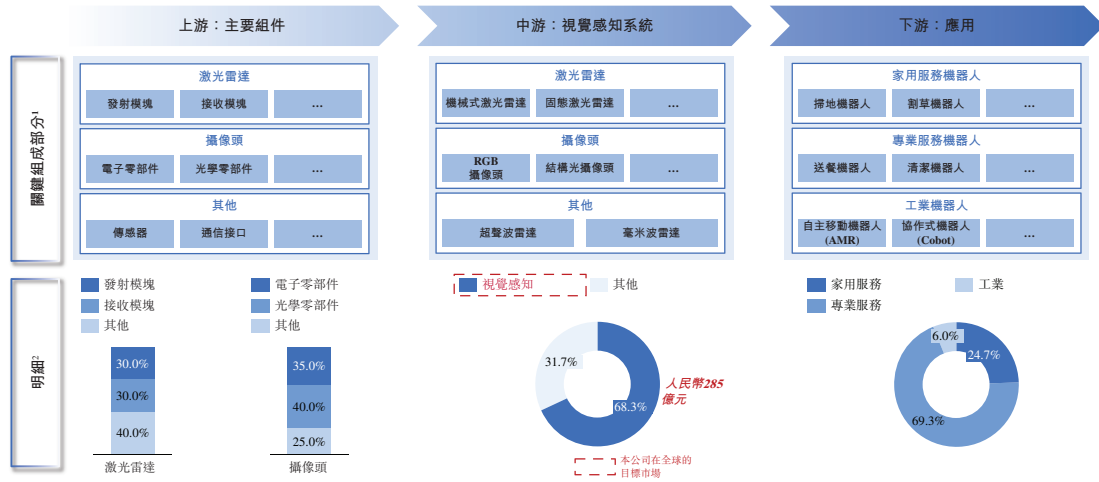 上游：主要組件
中游：視覺感知系統
下游：應用
關鍵組成部分1
激光雷達
發射模塊
接收模塊
...
攝像頭
電子零部件
光學零部件
...
其他
傳感器
通信接口
...
激光雷達
機械式激光雷達
固態激光雷達
...
攝像頭
RGB
攝像頭
結構光攝像頭
...
其他
超聲波雷達
毫米波雷達
家用服務機器人
掃地機器人
割草機器人
...
專業服務機器人
送餐機器人
清潔機器人
...
工業機器人
自主移動機器人
(AMR)
協作式機器人
(Cobot)
...
明細2
發射模塊
接收模塊
其他
30.0%
30.0%
40.0%
激光雷達
電子零部件
光學零部件
其他
35.0%
40.0%
25.0%
攝像頭
視覺感知
其他
31.7%
68.3%
人民幣285
億元
本公司在全球的
目標市場
家用服務
工業
專業服務
6.0%
24.7%
69.3%